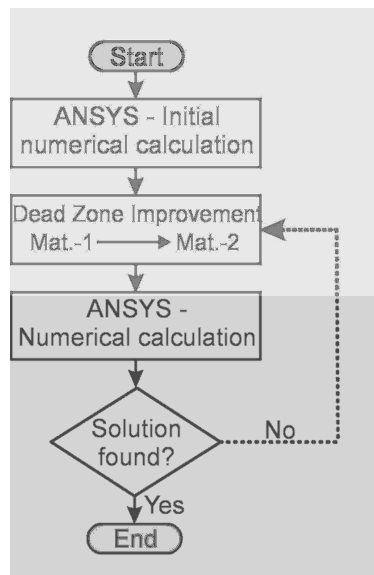 Start
ANSYS - Initial
numerical calculation
Dead Zone Improvement
Mat.-1 Mat.-2
ANSYS -
Numerical calculation
Solution
found?
No
Yes
End